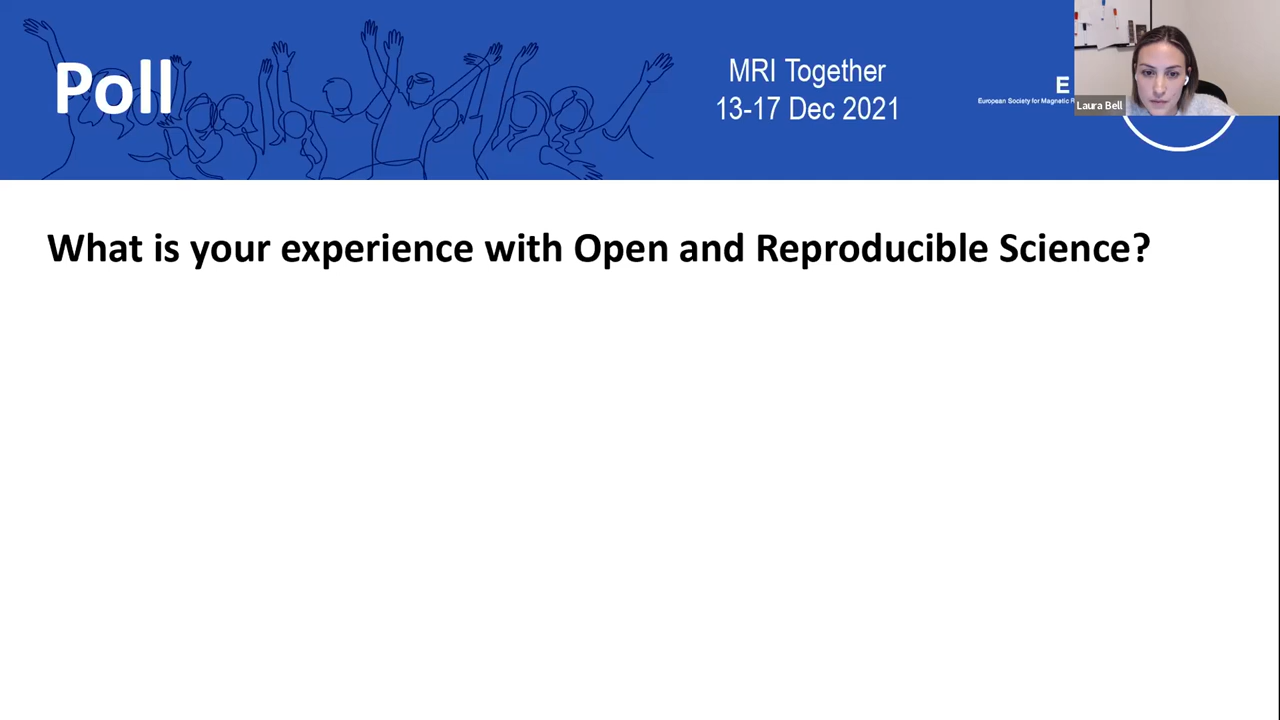 Poll
MRI Together
13-17 Dec 2021
E
European Society for Magnetic R
Laura Bell
What is your experience with Open and Reproducible Science?